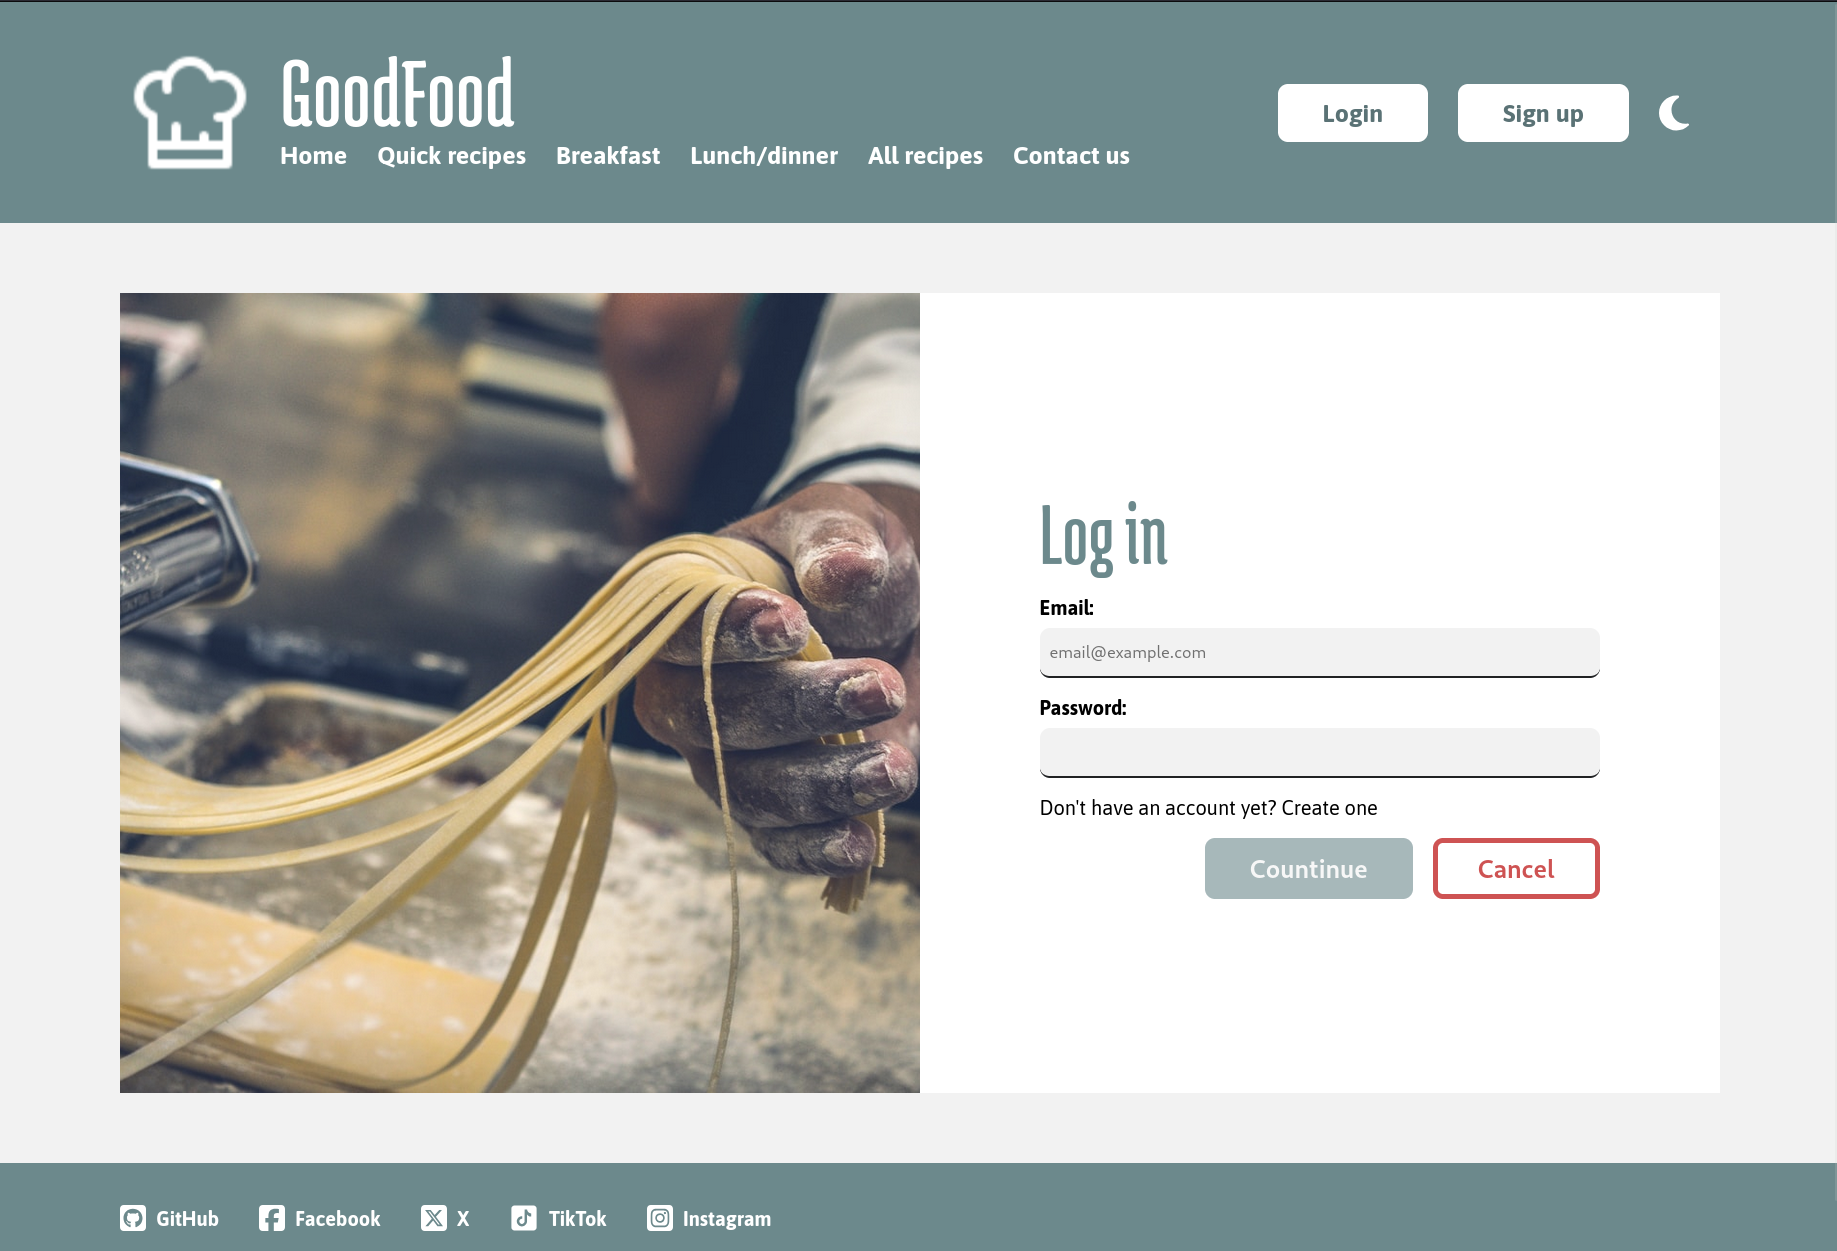 GoodFood
Home Quick recipes Breakfast Lunch/dinner All recipes Contact us
Login Sign up
Log in
Email:
email@example.com
Password:
Don't have an account yet? Create one
Countinue Cancel
GitHub Facebook X TikTok Instagram